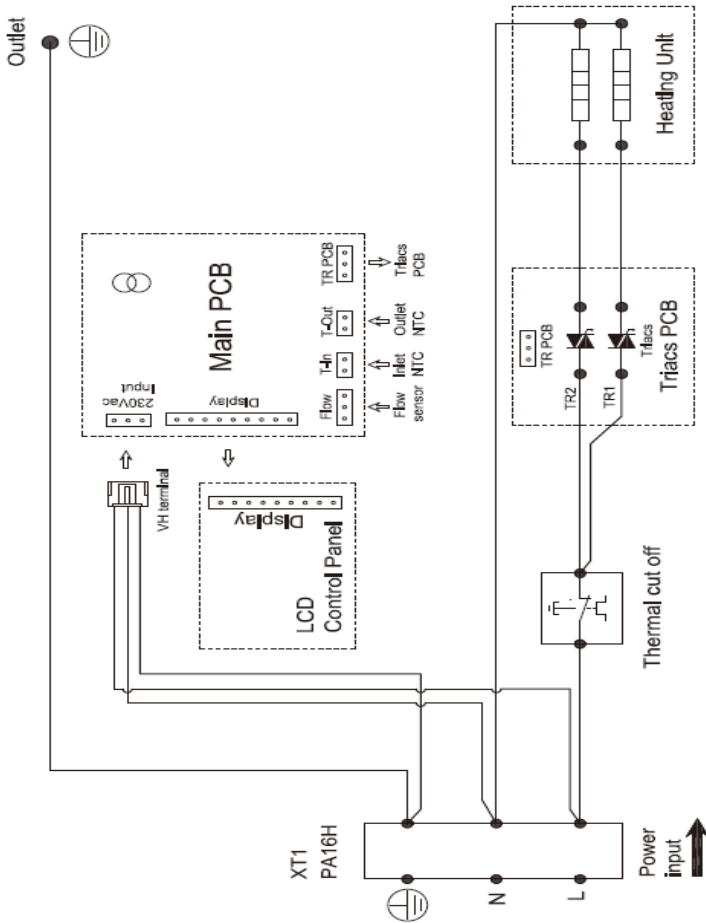 Outlet
Heating Unit
Main PCB
230Vac
Input
Display
Flow
T-In
T-Out
TR PCB
Flow
sensor
Inlet
NTC
Outlet
NTC
Triacs
PCB
VH terminal
Display
LCD
Control Panel
TR PCB
TR2
TR1
Triacs
Triacs PCB
Thermal cut off
XT1
PA16H
N
L
Power
input